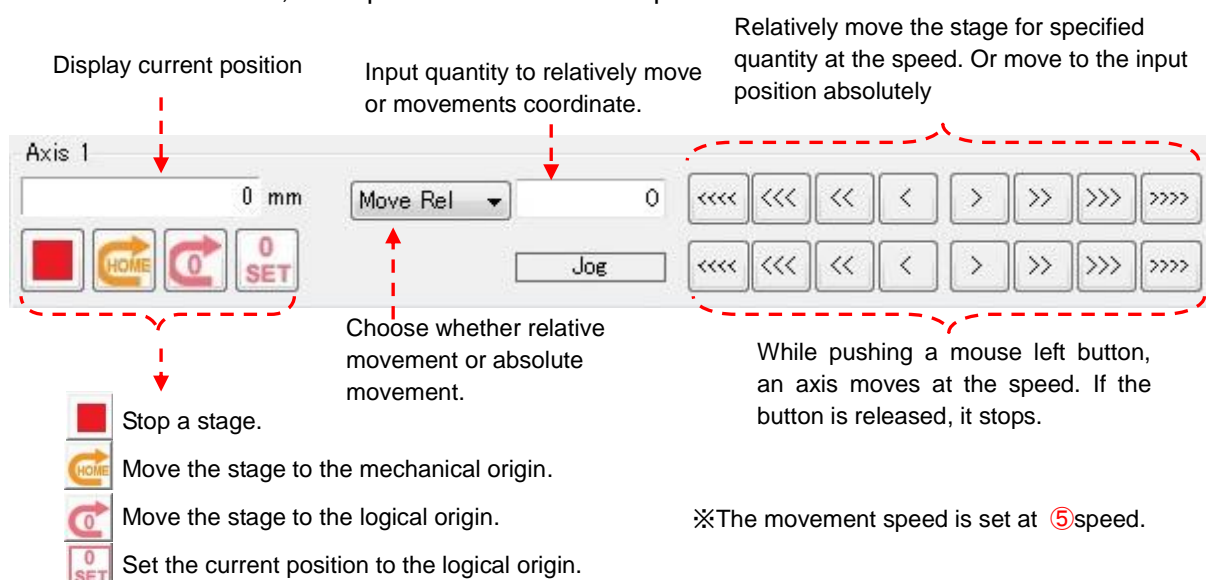 Relatively move the stage for specified
quantity at the speed. Or move to the input
position absolutely
Display current position
Input quantity to relatively move
or movements coordinate.
Axis 1
0 mm
Move Rel
0
<<<< <<< << < > >> >>> >>>>
HOME
0
0
SET
Jog
<<<< <<< << < > >> >>> >>>>
Choose whether relative
movement or absolute
movement.
While pushing a mouse left button,
an axis moves at the speed. If the
button is released, it stops.
Stop a stage.
HOME Move the stage to the mechanical origin.
0 Move the stage to the logical origin.
※The movement speed is set at ⑤speed.
0
SET
Set the current position to the logical origin.